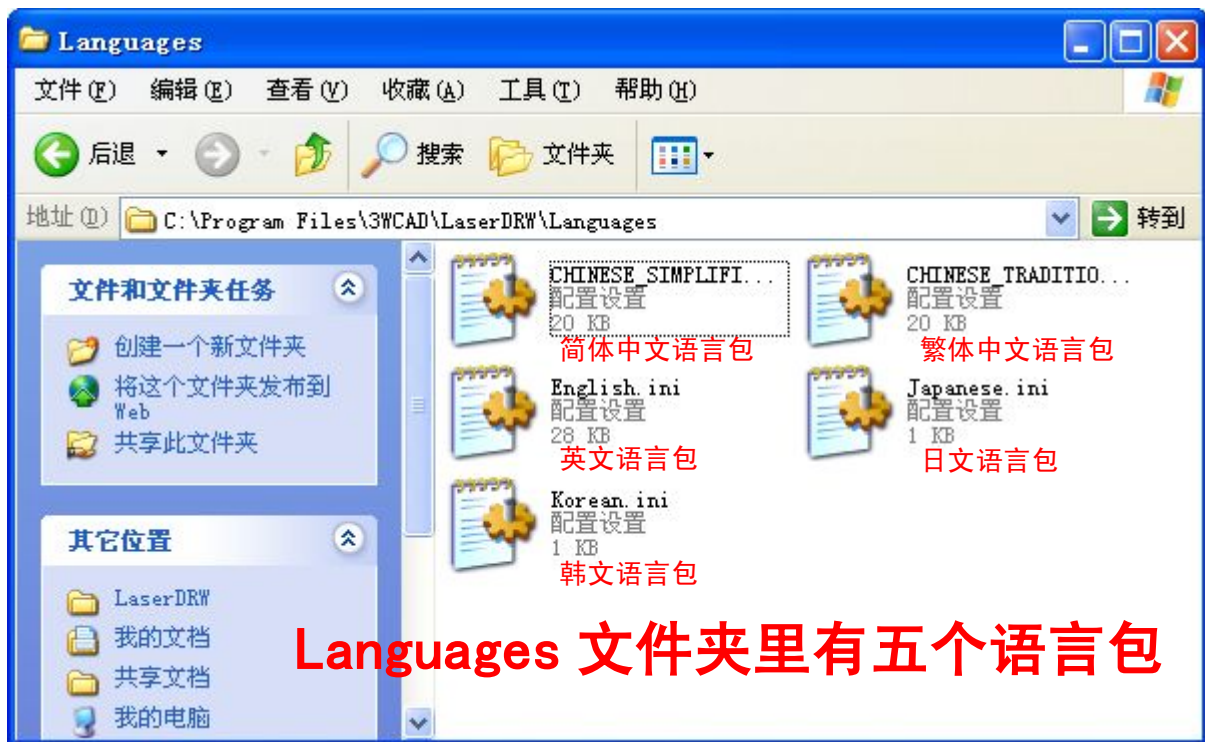 Languages
文件(F) 编辑(E) 查看(V) 收藏(A) 工具(T) 帮助(H)
后退 搜索 文件夹
地址(D) C:\Program Files\3WCAD\LaserDRW\Languages 转到
文件和文件夹任务
创建一个新文件夹
将这个文件夹发布到
Web
共享此文件夹
其它位置
LaserDRW
我的文档
共享文档
我的电脑
CHINESE_SIMPLIFI...
配置设置
20 KB
简体中文语言包
CHINESE_TRADITIO...
配置设置
20 KB
繁体中文语言包
English.ini
配置设置
28 KB
英文语言包
Japanese.ini
配置设置
1 KB
日文语言包
Korean.ini
配置设置
1 KB
韩文语言包
Languages 文件夹里有五个语言包